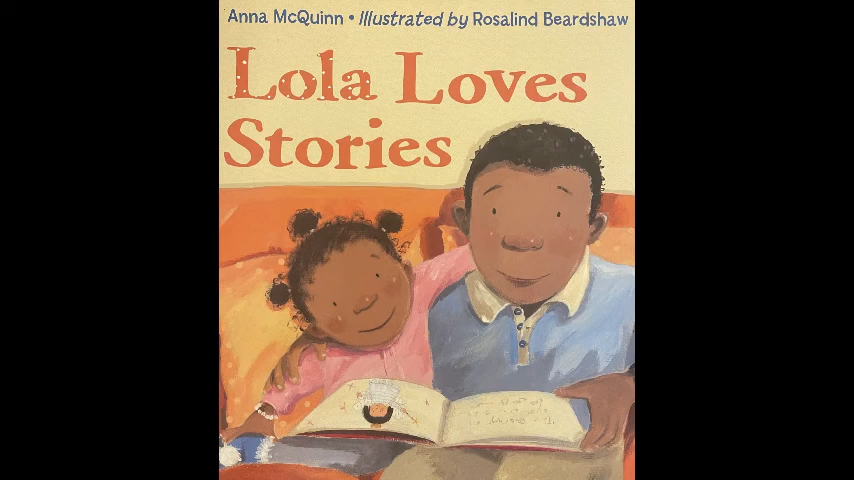 Anna McQuinn • Illustrated by Rosalind Beardshaw
Lola Loves
Stories